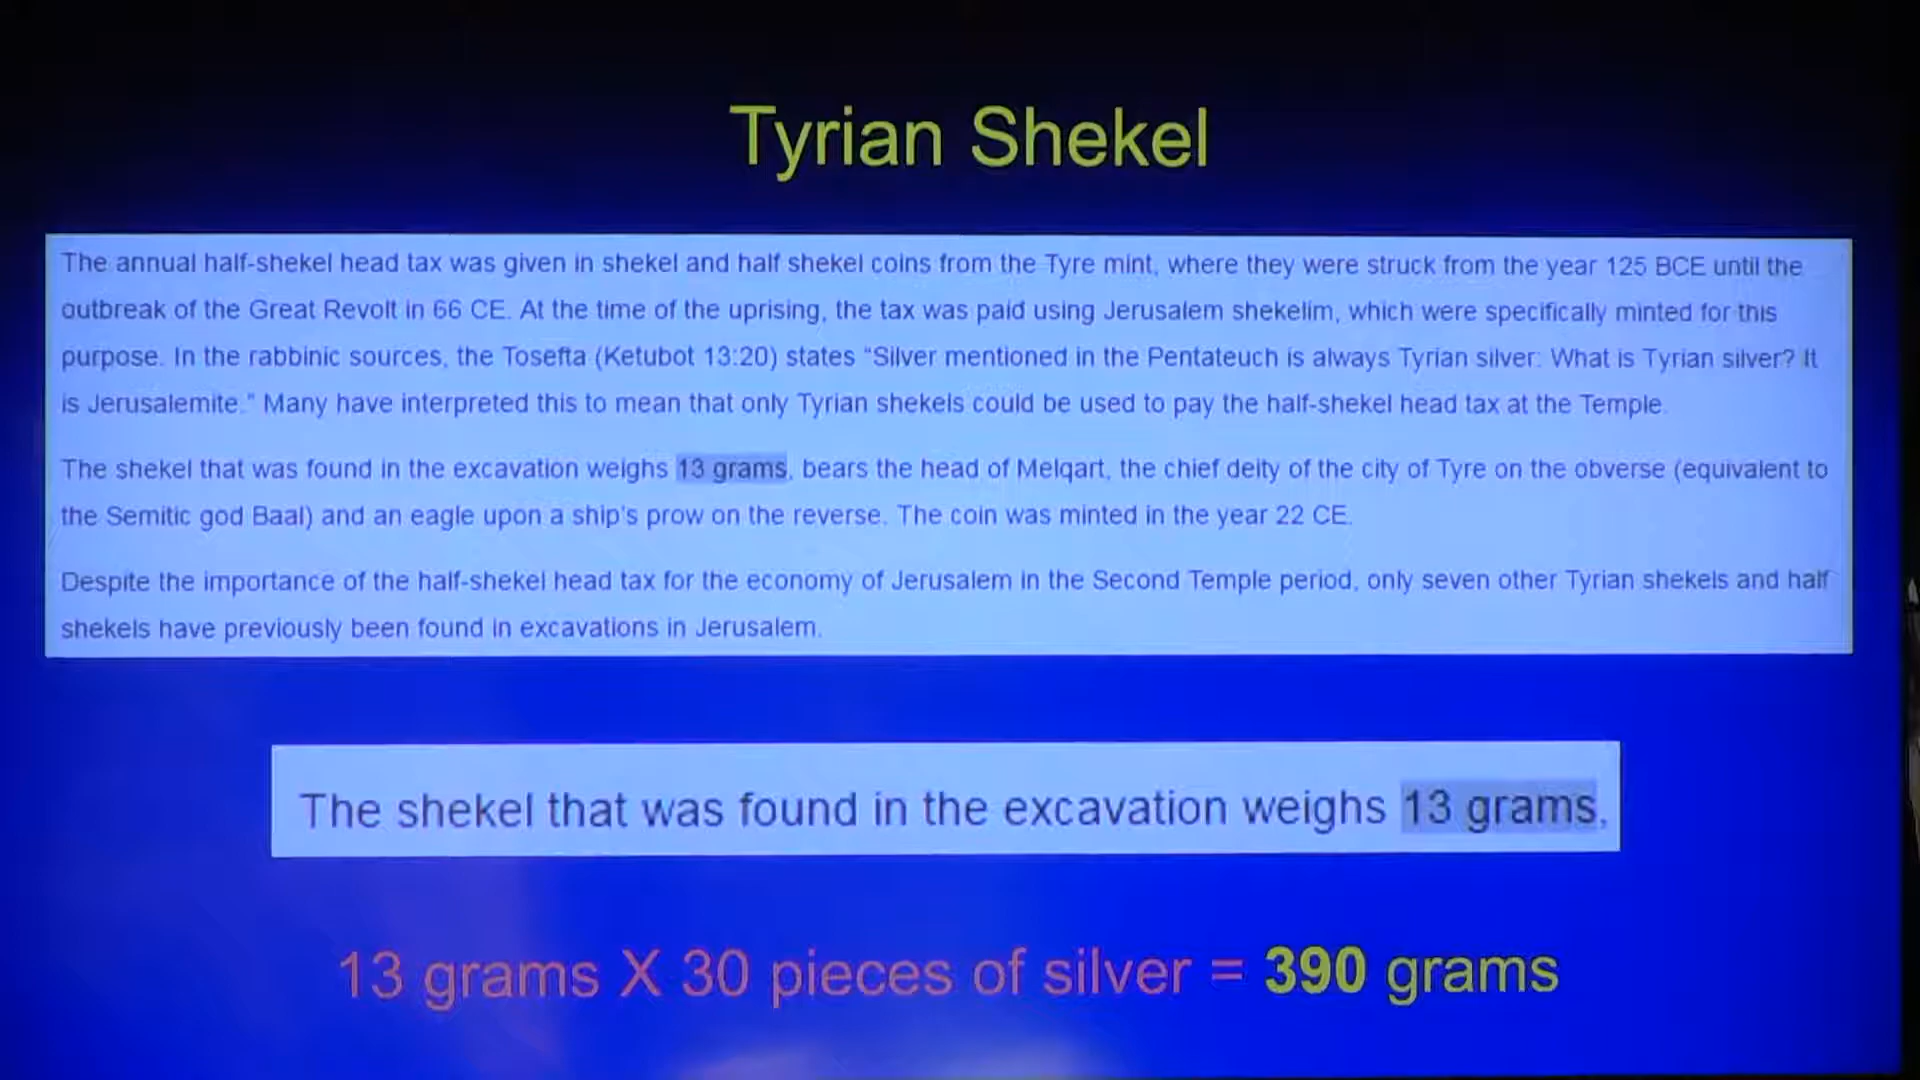 Tyrian Shekel
The annual half-shekel head tax was given in shekel and half shekel coins from the Tyre mint, where they were struck from the year 125 BCE until the
outbreak of the Great Revolt in 66 CE. At the time of the uprising, the tax was paid using Jerusalem shekelim, which were specifically minted for this
purpose. In the rabbinic sources, the Tosefta (Ketubot 13:20) states "Silver mentioned in the Pentateuch is always Tyrian silver: What is Tyrian silver? It
is Jerusalemite." Many have interpreted this to mean that only Tyrian shekels could be used to pay the half-shekel head tax at the Temple.
The shekel that was found in the excavation weighs 13 grams, bears the head of Melqart, the chief deity of the city of Tyre on the obverse (equivalent to
the Semitic god Baal) and an eagle upon a ship's prow on the reverse. The coin was minted in the year 22 CE.
Despite the importance of the half-shekel head tax for the economy of Jerusalem in the Second Temple period, only seven other Tyrian shekels and half
shekels have previously been found in excavations in Jerusalem.
The shekel that was found in the excavation weighs 13 grams,
13 grams X 30 pieces of silver = 390 grams